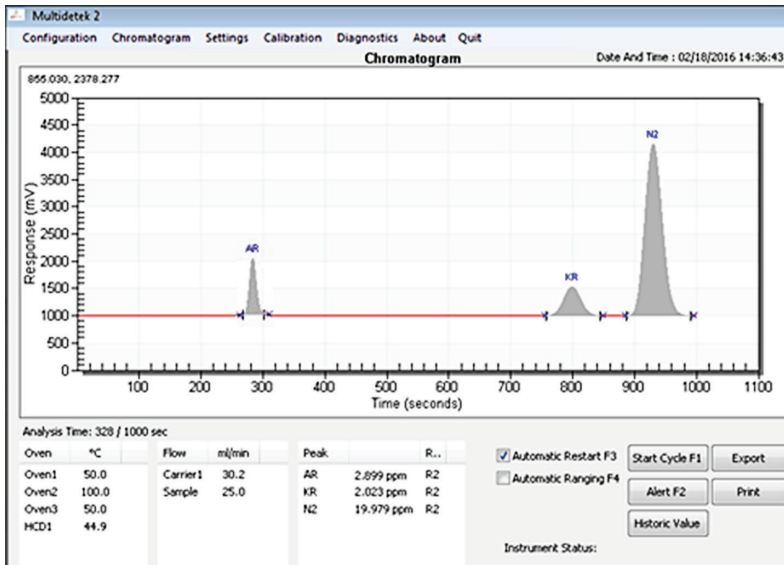 Multidetek 2
Configuration Chromatogram Settings Calibration Diagnostics About Quit
Chromatogram
Date And Time : 02/18/2016 14:36:43
855.030, 2378.277
5000
4500
4000
3500
3000
2500
2000
1500
1000
500
0
Response (mV)
AR
KR
N2
100 200 300 400 500 600 700 800 900 1000 1100
Time (seconds)
Analysis Time: 328 / 1000 sec
Oven °C
Oven1 50.0
Oven2 100.0
Oven3 50.0
HCD1 44.9
Flow ml/min
Carrier1 30.2
Sample 25.0
Peak R..
AR 2.899 ppm R2
KR 2.023 ppm R2
N2 19.979 ppm R2
Automatic Restart F3
Automatic Ranging F4
Start Cycle F1 Export
Alert F2 Print
Historic Value
Instrument Status: